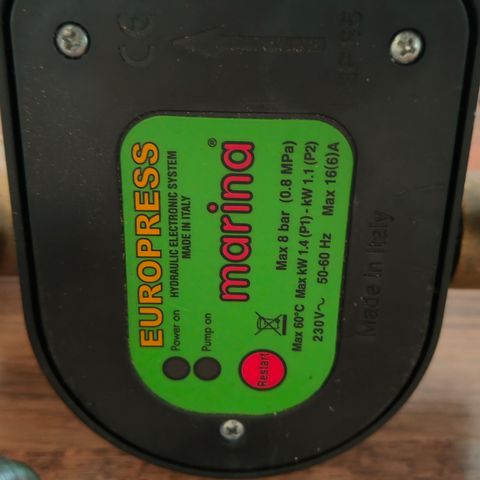 EUROPRESS
HYDRAULIC ELECTRONIC SYSTEM
MADE IN ITALY
marina®
Power on
Pump on
Restart
Max 8 bar (0.8 MPa)
Max 60°C Max kW 1.4 (P1) - kW 1.1 (P2)
230V~ 50-60 Hz Max 16(6)A
CE
Made in Italy